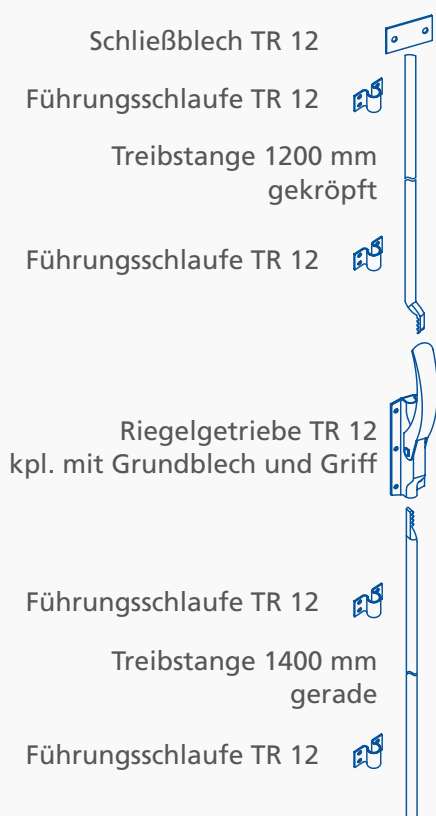 Schließblech TR 12
Führungsschlaufe TR 12
Treibstange 1200 mm
gekröpft
Führungsschlaufe TR 12
Riegelgetriebe TR 12
kpl. mit Grundblech und Griff
Führungsschlaufe TR 12
Treibstange 1400 mm
gerade
Führungsschlaufe TR 12